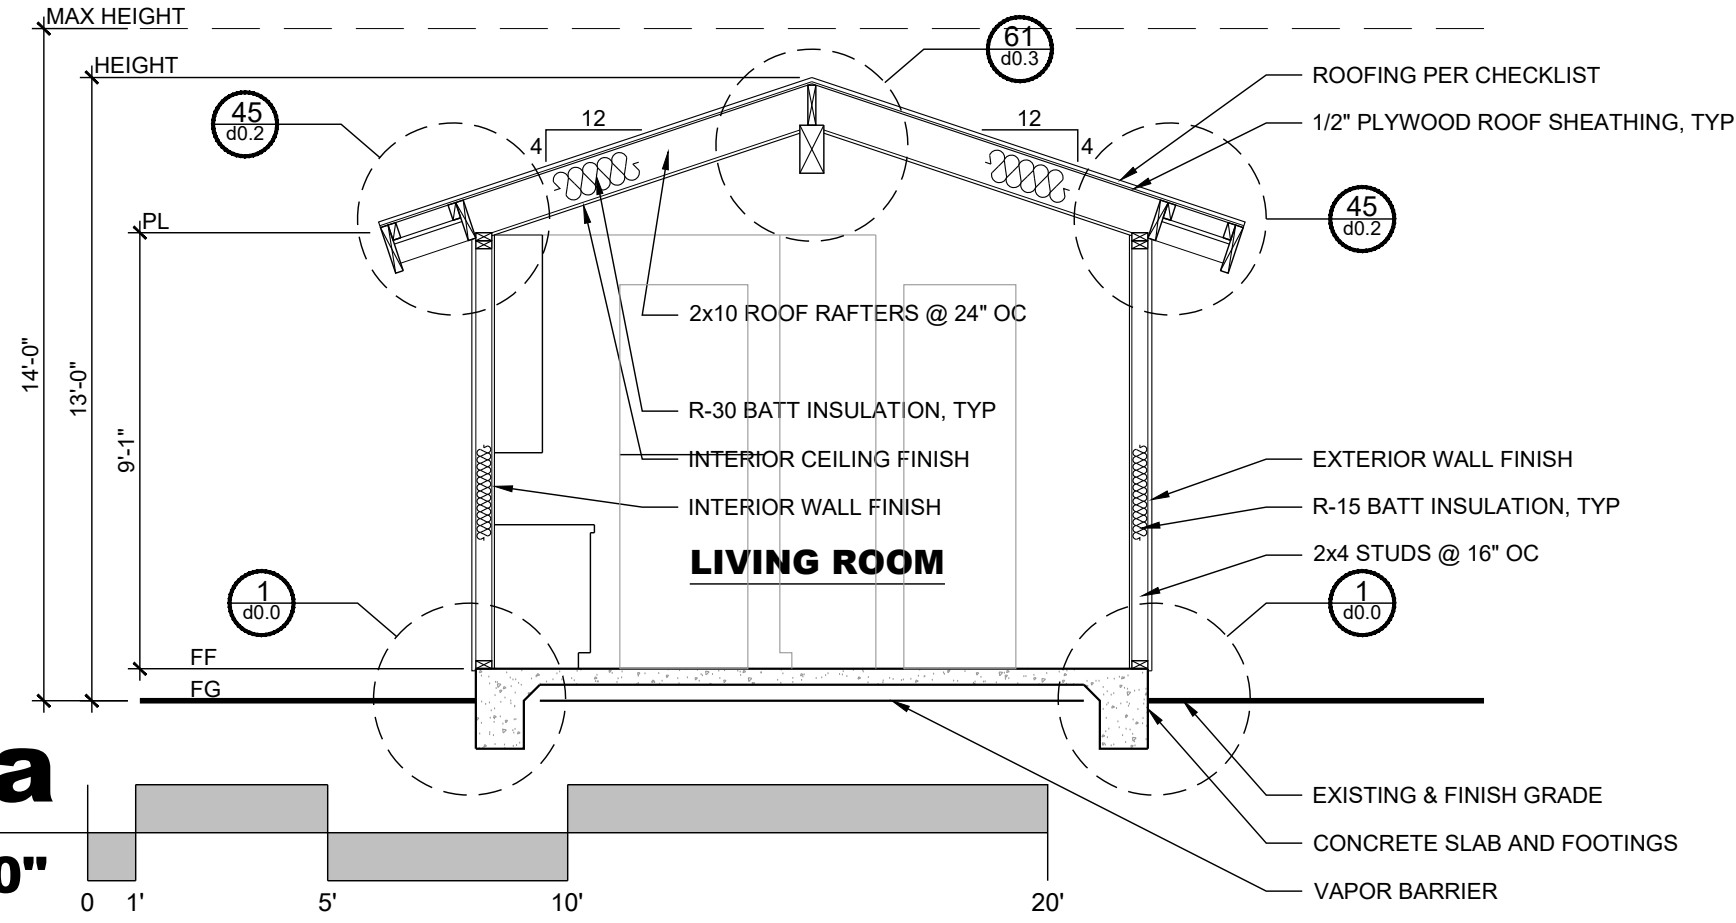 MAX HEIGHT
HEIGHT
61
d0.3
ROOFING PER CHECKLIST
1/2" PLYWOOD ROOF SHEATHING, TYP
45
d0.2
12
4
12
4
45
d0.2
PL
2x10 ROOF RAFTERS @ 24" OC
14'-0"
13'-0"
9'-1"
R-30 BATT INSULATION, TYP
INTERIOR CEILING FINISH
INTERIOR WALL FINISH
EXTERIOR WALL FINISH
R-15 BATT INSULATION, TYP
2x4 STUDS @ 16" OC
LIVING ROOM
1
d0.0
1
d0.0
FF
FG
a
0"
0 1' 5' 10' 20'
EXISTING & FINISH GRADE
CONCRETE SLAB AND FOOTINGS
VAPOR BARRIER